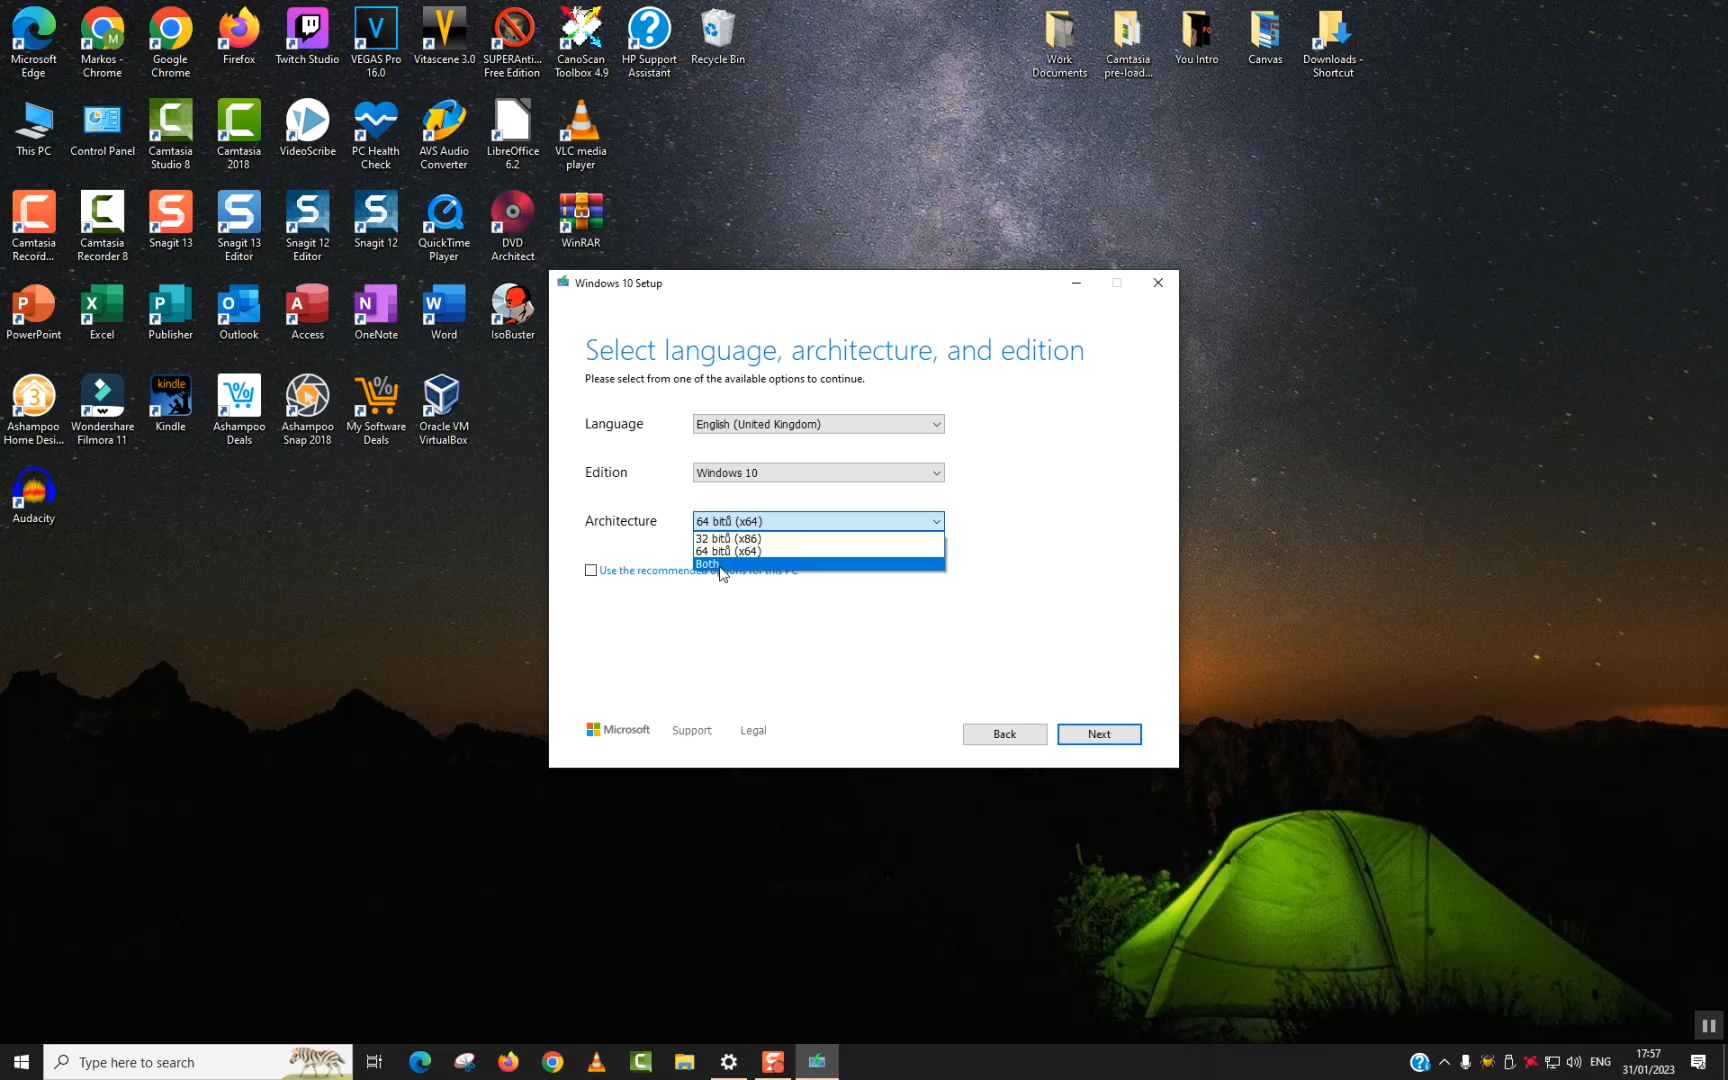 Microsoft Edge
Markos - Chrome
Google Chrome
Firefox
Twitch Studio
VEGAS Pro 16.0
Vitascene 3.0
SUPERAnti... Free Edition
CanoScan Toolbox 4.9
HP Support Assistant
Recycle Bin
Work Documents
Camtasia pre-load...
You Intro
Canvas
Downloads - Shortcut
This PC
Control Panel
Camtasia Studio 8
Camtasia 2018
VideoScribe
PC Health Check
AVS Audio Converter
LibreOffice 6.2
VLC media player
Camtasia Record...
Camtasia Recorder 8
Snagit 13
Snagit 13 Editor
Snagit 12 Editor
Snagit 12
QuickTime Player
DVD Architect
WinRAR
PowerPoint
Excel
Publisher
Outlook
Access
OneNote
Word
IsoBuster
kindle
Ashampoo Home Desi...
Wondershare Filmora 11
Kindle
Ashampoo Deals
Ashampoo Snap 2018
My Software Deals
Oracle VM VirtualBox
Audacity
Windows 10 Setup
Select language, architecture, and edition
Please select from one of the available options to continue.
Language
English (United Kingdom)
Edition
Windows 10
Architecture
64 bitů (x64)
32 bitů (x86)
64 bitů (x64)
Both
Use the recommended options for this PC
Microsoft
Support
Legal
Back
Next
Type here to search
ENG
17:57
31/01/2023